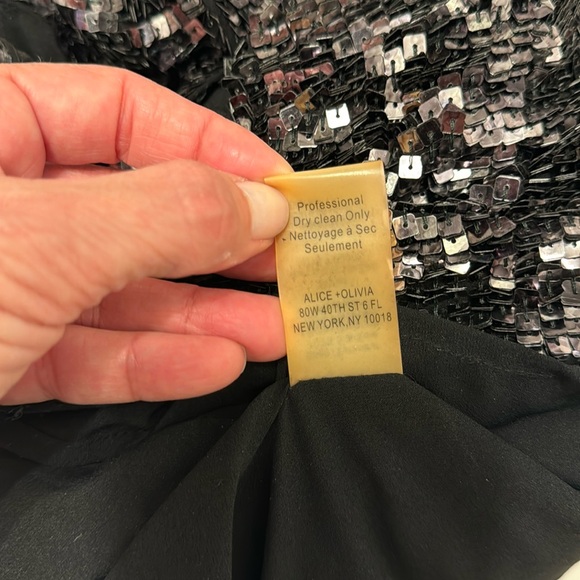 Professional
Dry clean Only
Nettoyage à Sec
Seulement
ALICE +OLIVIA
80W 40TH ST 6 FL
NEW YORK,NY 10018